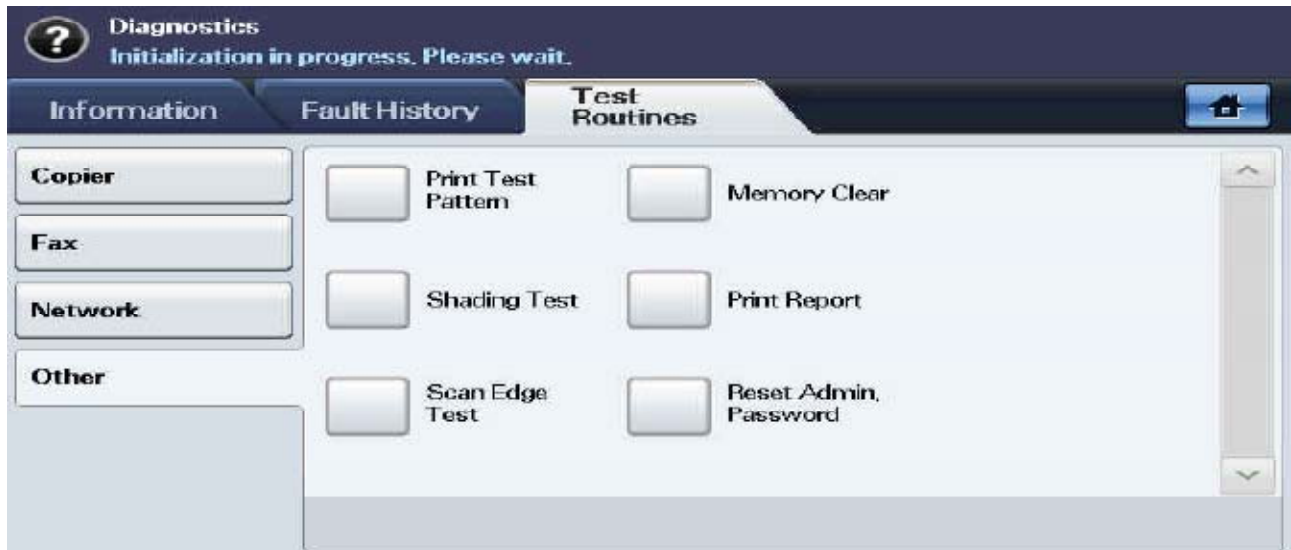 ?
Diagnostics
Initialization in progress. Please wait.
Information
Fault History
Test
Routines
Copier
Fax
Network
Other
Print Test
Pattern
Memory Clear
Shading Test
Print Report
Scan Edge
Test
Reset Admin.
Password